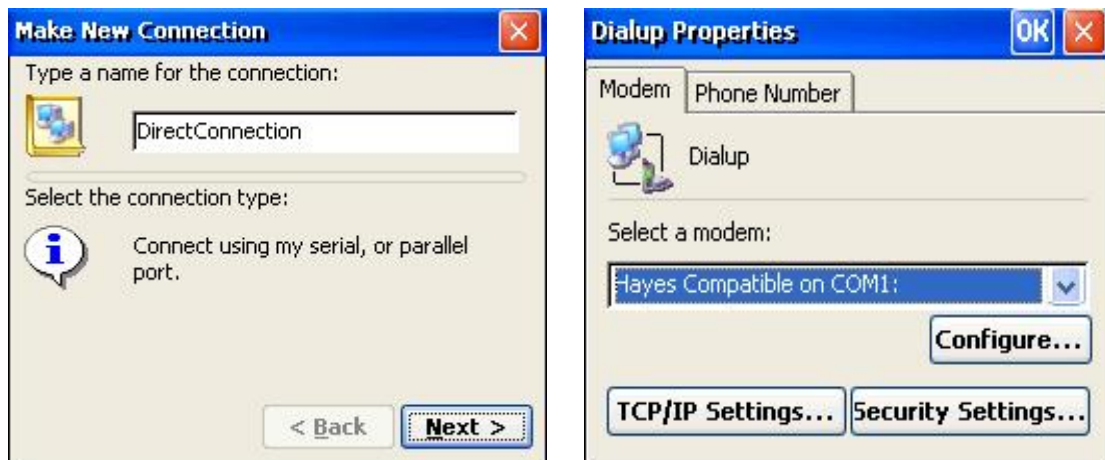 Make New Connection
Type a name for the connection:
DirectConnection
Select the connection type:
Connect using my serial, or parallel
port.
< Back
Next >
Dialup Properties
OK
Modem
Phone Number
Dialup
Select a modem:
Hayes Compatible on COM1:
Configure...
TCP/IP Settings...
Security Settings...